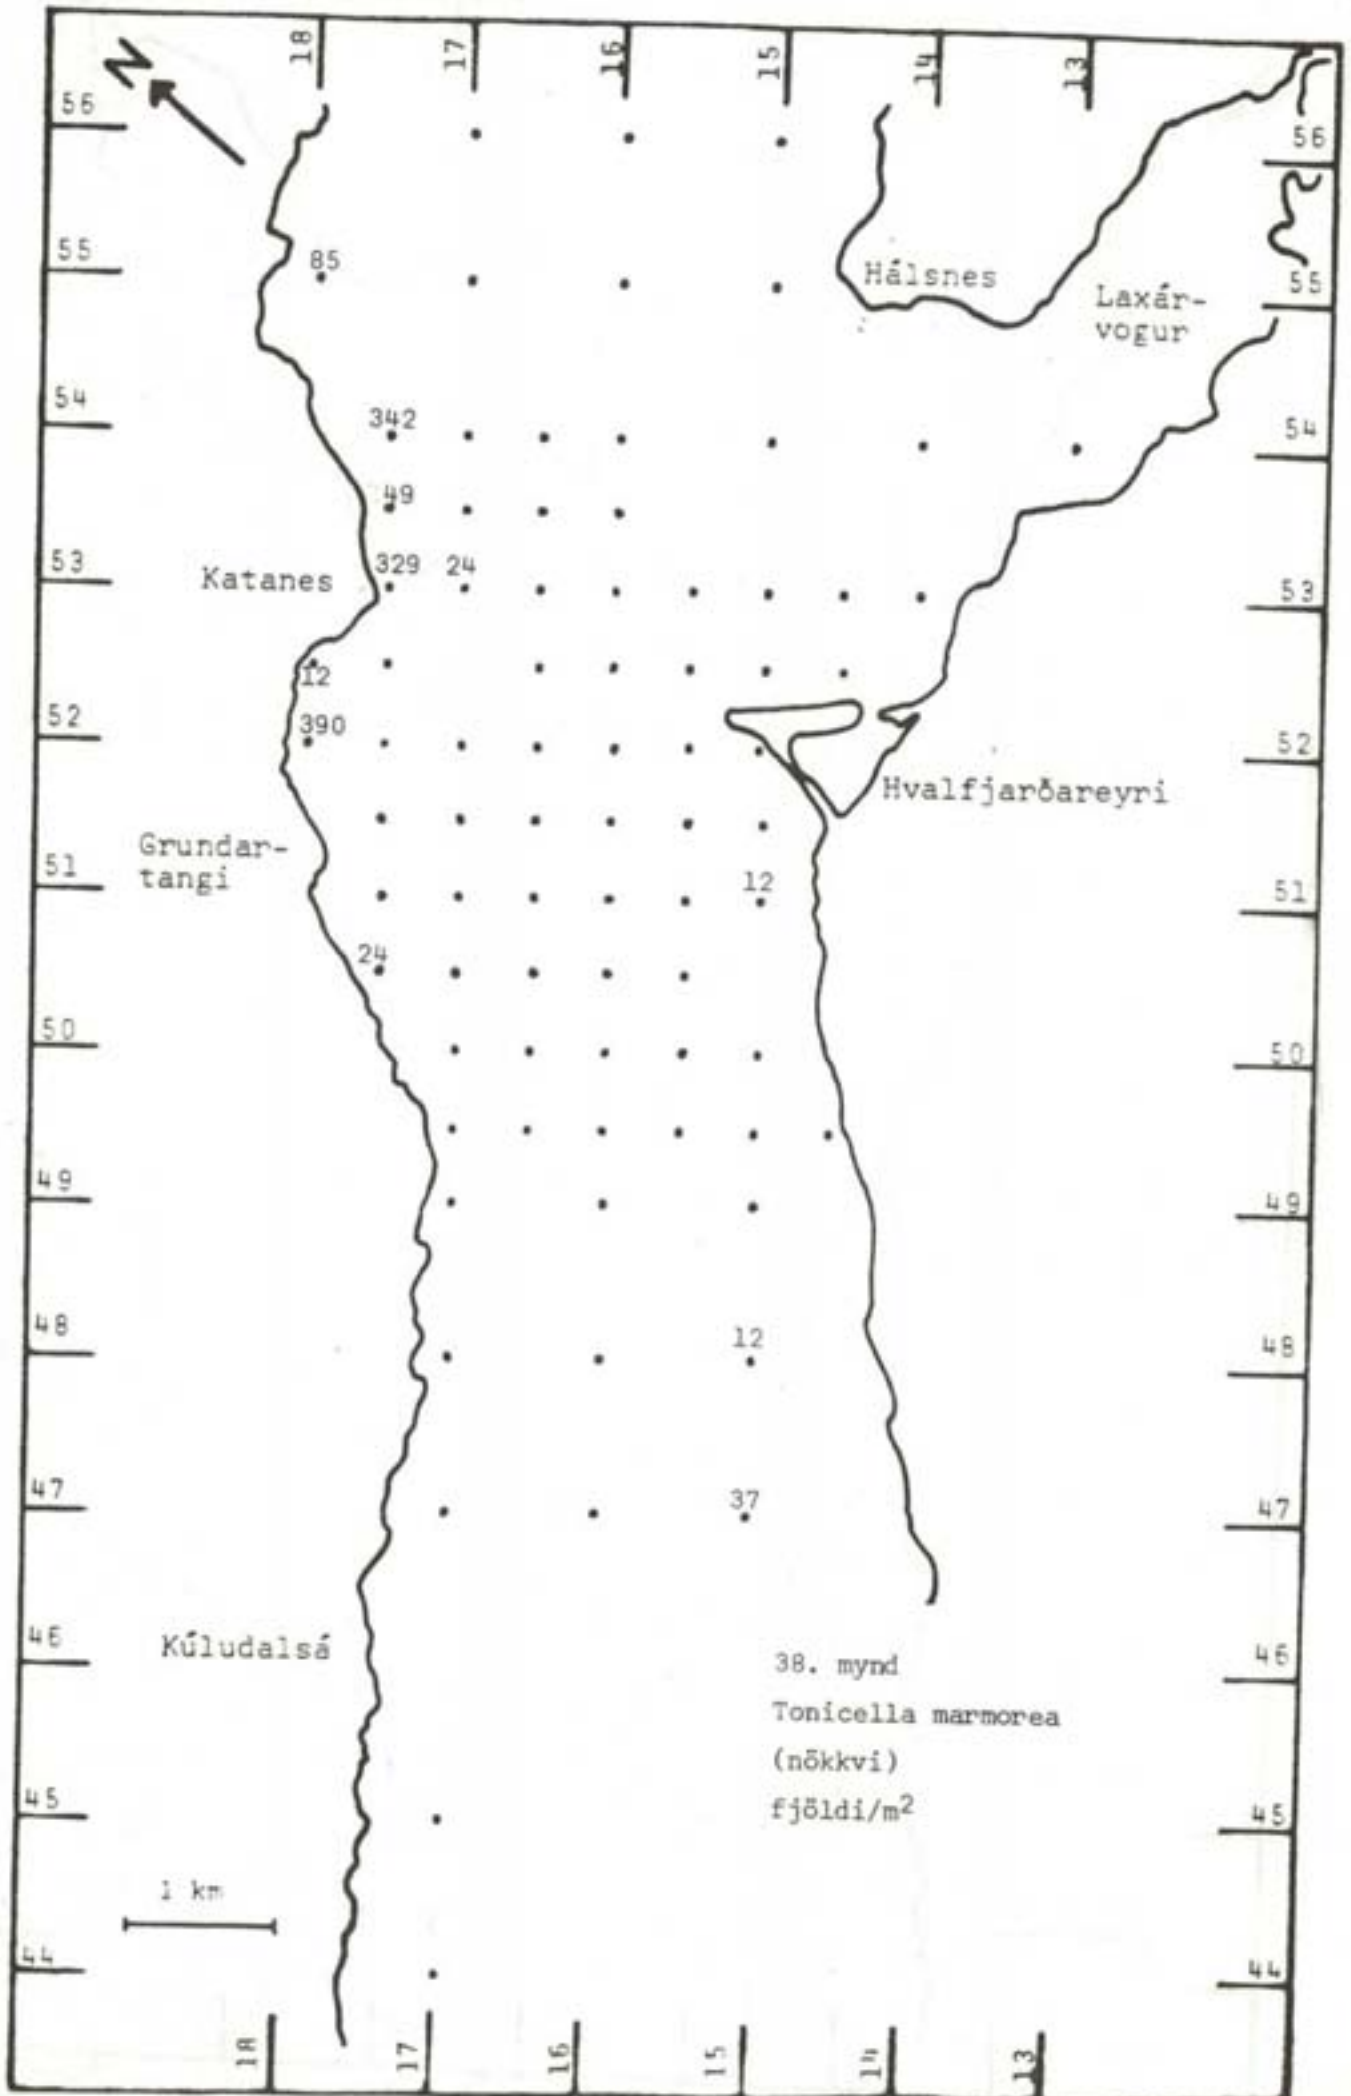 N
18 17 16 15 14 13
56 56
85
55 Hálsnes 55
Laxár-
vogur
342
54 54
49
329 24
53 Katanes 53
12
52 390 52
Hvalfjarðareyri
Grundar-
tangi
51 12 51
24
50 50
49 49
12
48 48
37
47 47
46 Kúludalsá 46
38. mynd
Tonicella marmorea
(nökkvi)
fjöldi/m²
45 45
1 km
44 44
18 17 16 15 14 13